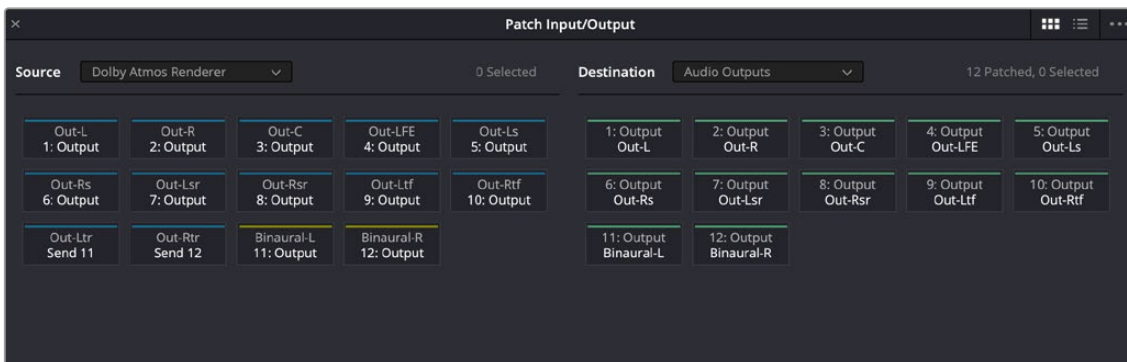 Patch Input/Output
Source Dolby Atmos Renderer 0 Selected
Destination Audio Outputs 12 Patched, 0 Selected
Out-L Out-R Out-C Out-LFE Out-Ls
1: Output 2: Output 3: Output 4: Output 5: Output
Out-Rs Out-Lsr Out-Rsr Out-Ltf Out-Rtf
6: Output 7: Output 8: Output 9: Output 10: Output
Out-Ltr Out-Rtr Binaural-L Binaural-R
Send 11 Send 12 11: Output 12: Output
1: Output 2: Output 3: Output 4: Output 5: Output
Out-L Out-R Out-C Out-LFE Out-Ls
6: Output 7: Output 8: Output 9: Output 10: Output
Out-Rs Out-Lsr Out-Rsr Out-Ltf Out-Rtf
11: Output 12: Output
Binaural-L Binaural-R